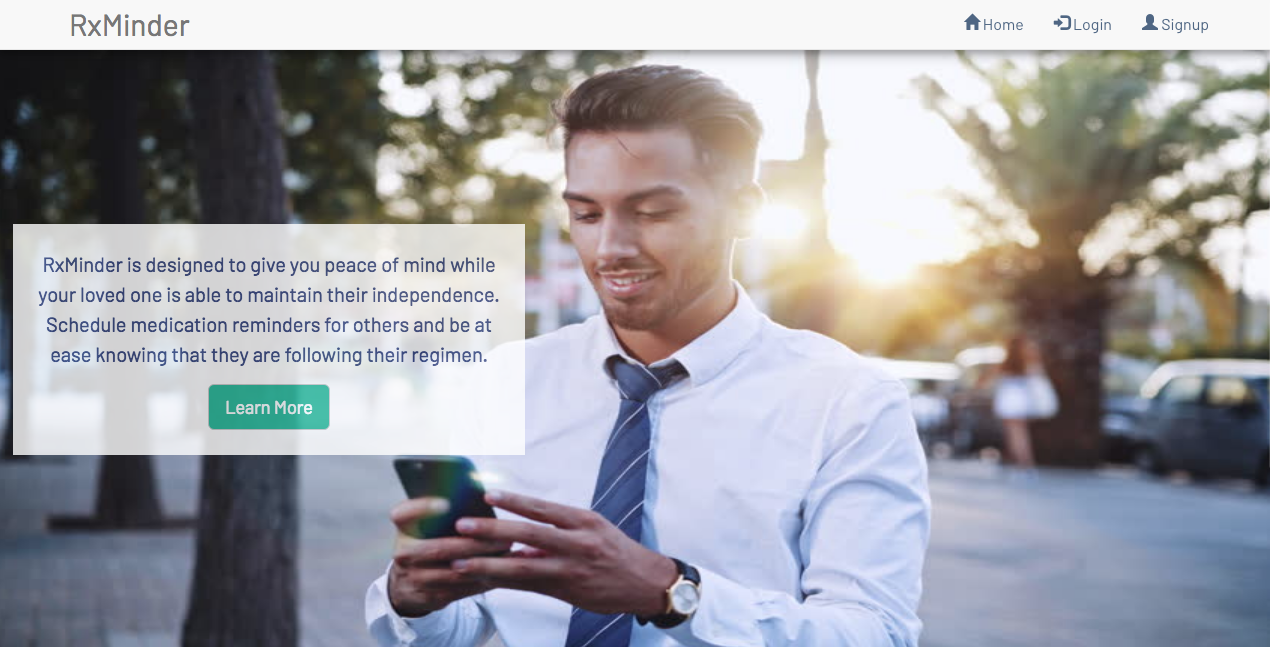 RxMinder
Home
Login
Signup
RxMinder is designed to give you peace of mind while
your loved one is able to maintain their independence.
Schedule medication reminders for others and be at
ease knowing that they are following their regimen.
Learn More